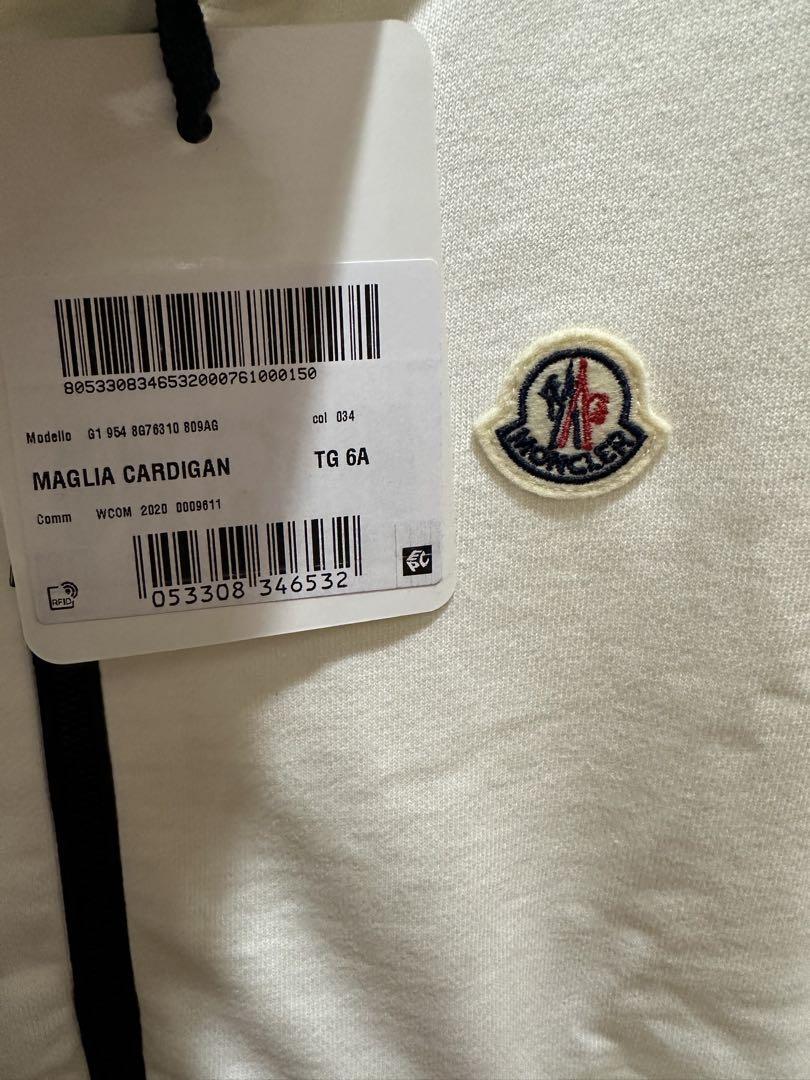 8053308346532000761000150
Modello G1 954 8G76310 809AG col 034
MAGLIA CARDIGAN TG 6A
Comm WCOM 2020 0009611
053308 346532
RFID
EPC
MONCLER